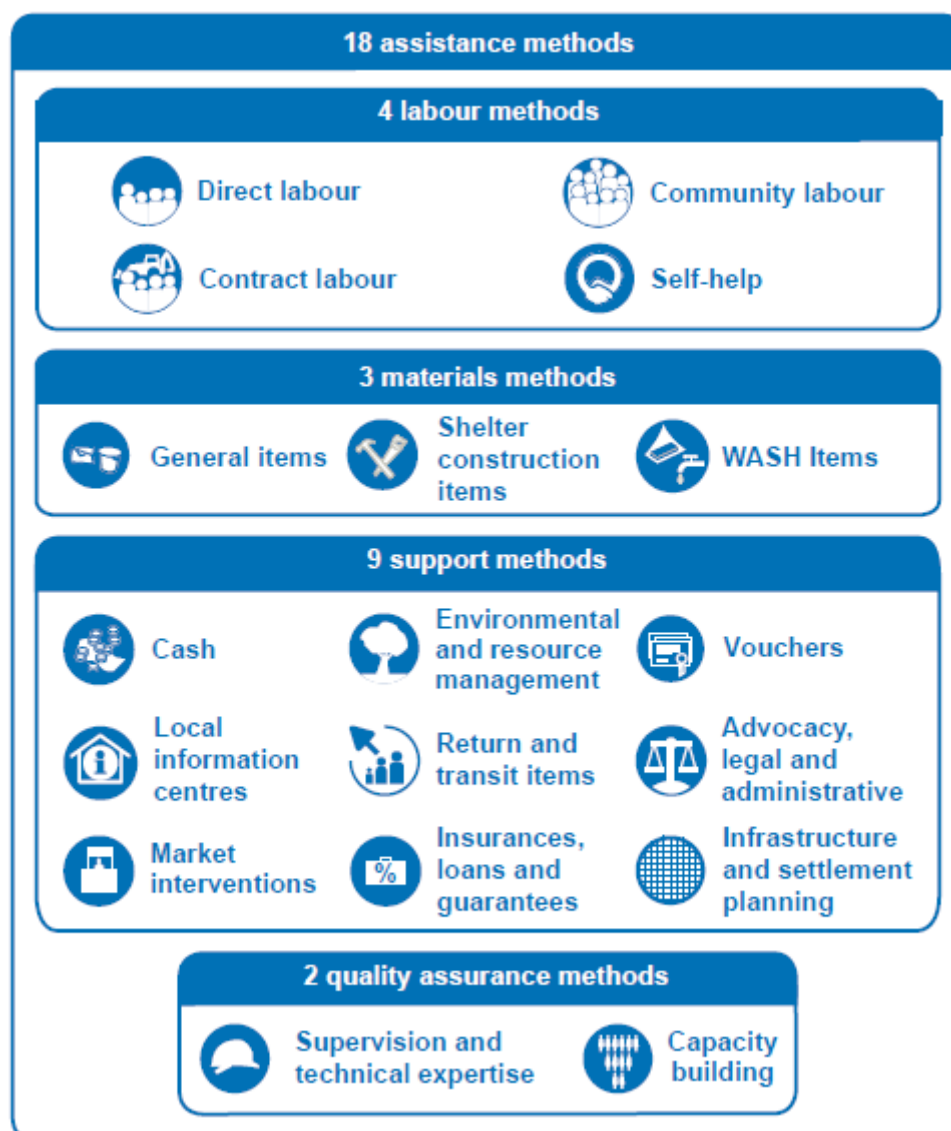 18 assistance methods
4 labour methods
Direct labour
Community labour
Contract labour
Self-help
3 materials methods
General items
Shelter
construction
items
WASH Items
9 support methods
Cash
Environmental
and resource
management
Vouchers
Local
information
centres
Return and
transit items
Advocacy,
legal and
administrative
Market
interventions
%
Insurances,
loans and
guarantees
Infrastructure
and settlement
planning
2 quality assurance methods
Supervision and
technical expertise
Capacity
building